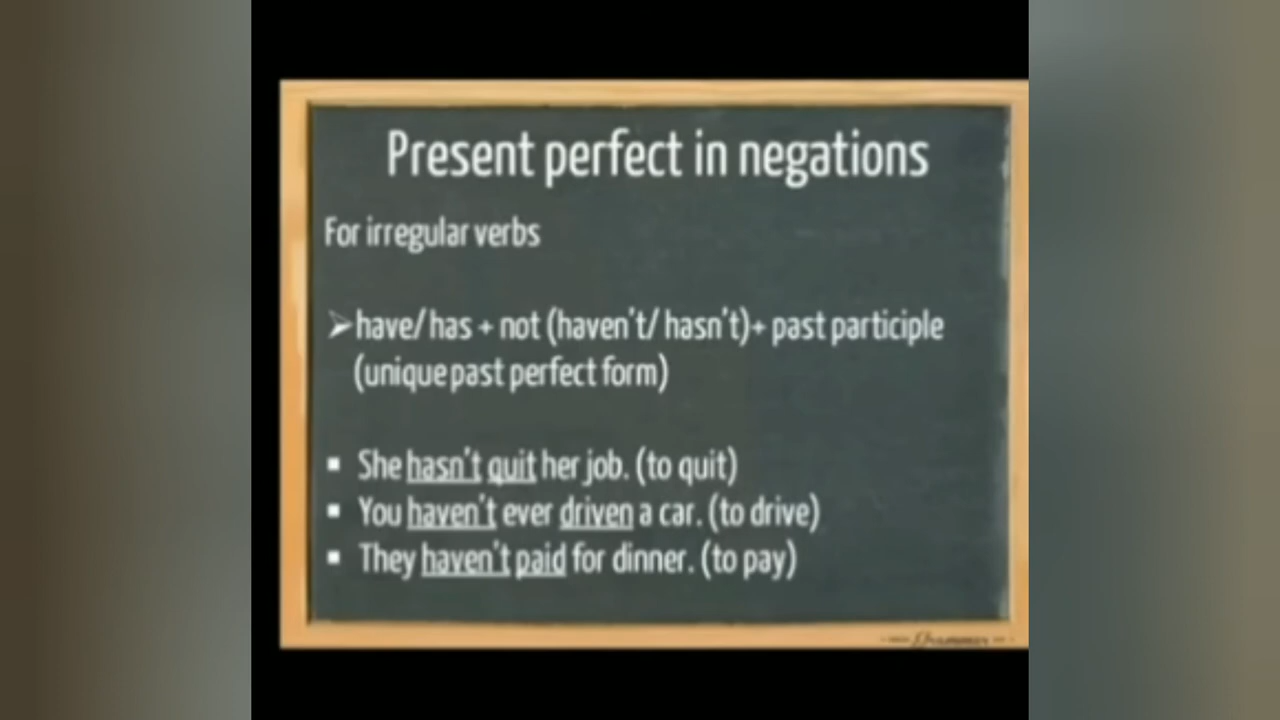 Present perfect in negations
For irregular verbs
➢have/ has + not (haven't/ hasn't)+ past participle
(unique past perfect form)
▪ She hasn't quit her job. (to quit)
▪ You haven't ever driven a car. (to drive)
▪ They haven't paid for dinner. (to pay)
Grammar